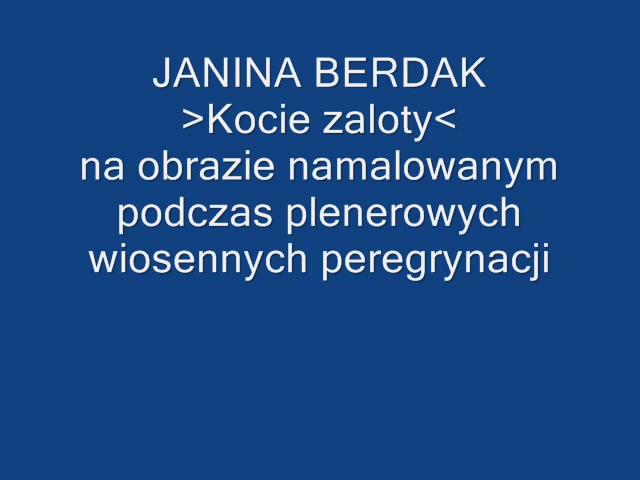 JANINA BERDAK
>Kocie zaloty<
na obrazie namalowanym
podczas plenerowych
wiosennych peregrynacji